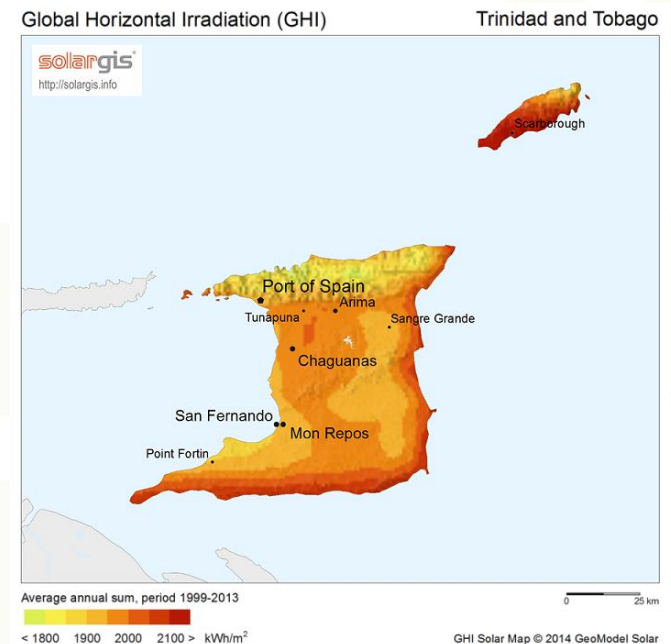 Global Horizontal Irradiation (GHI)
Trinidad and Tobago
solargis
http://solargis.info
Scarborough
Port of Spain
Arima
Tunapuna
Sangre Grande
Chaguanas
San Fernando
Mon Repos
Point Fortin
Average annual sum, period 1999-2013
0 25 km
< 1800 1900 2000 2100 > kWh/m²
GHI Solar Map © 2014 GeoModel Solar